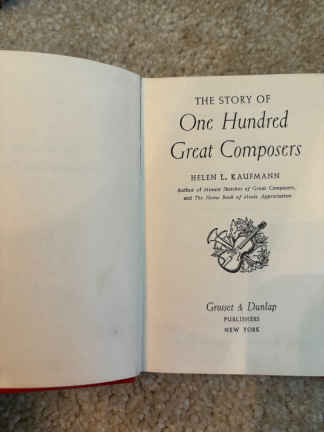 THE STORY OF
One Hundred
Great Composers
HELEN L. KAUFMANN
Author of Minute Sketches of Great Composers,
and The Home Book of Music Appreciation
Grosset & Dunlap
PUBLISHERS
NEW YORK